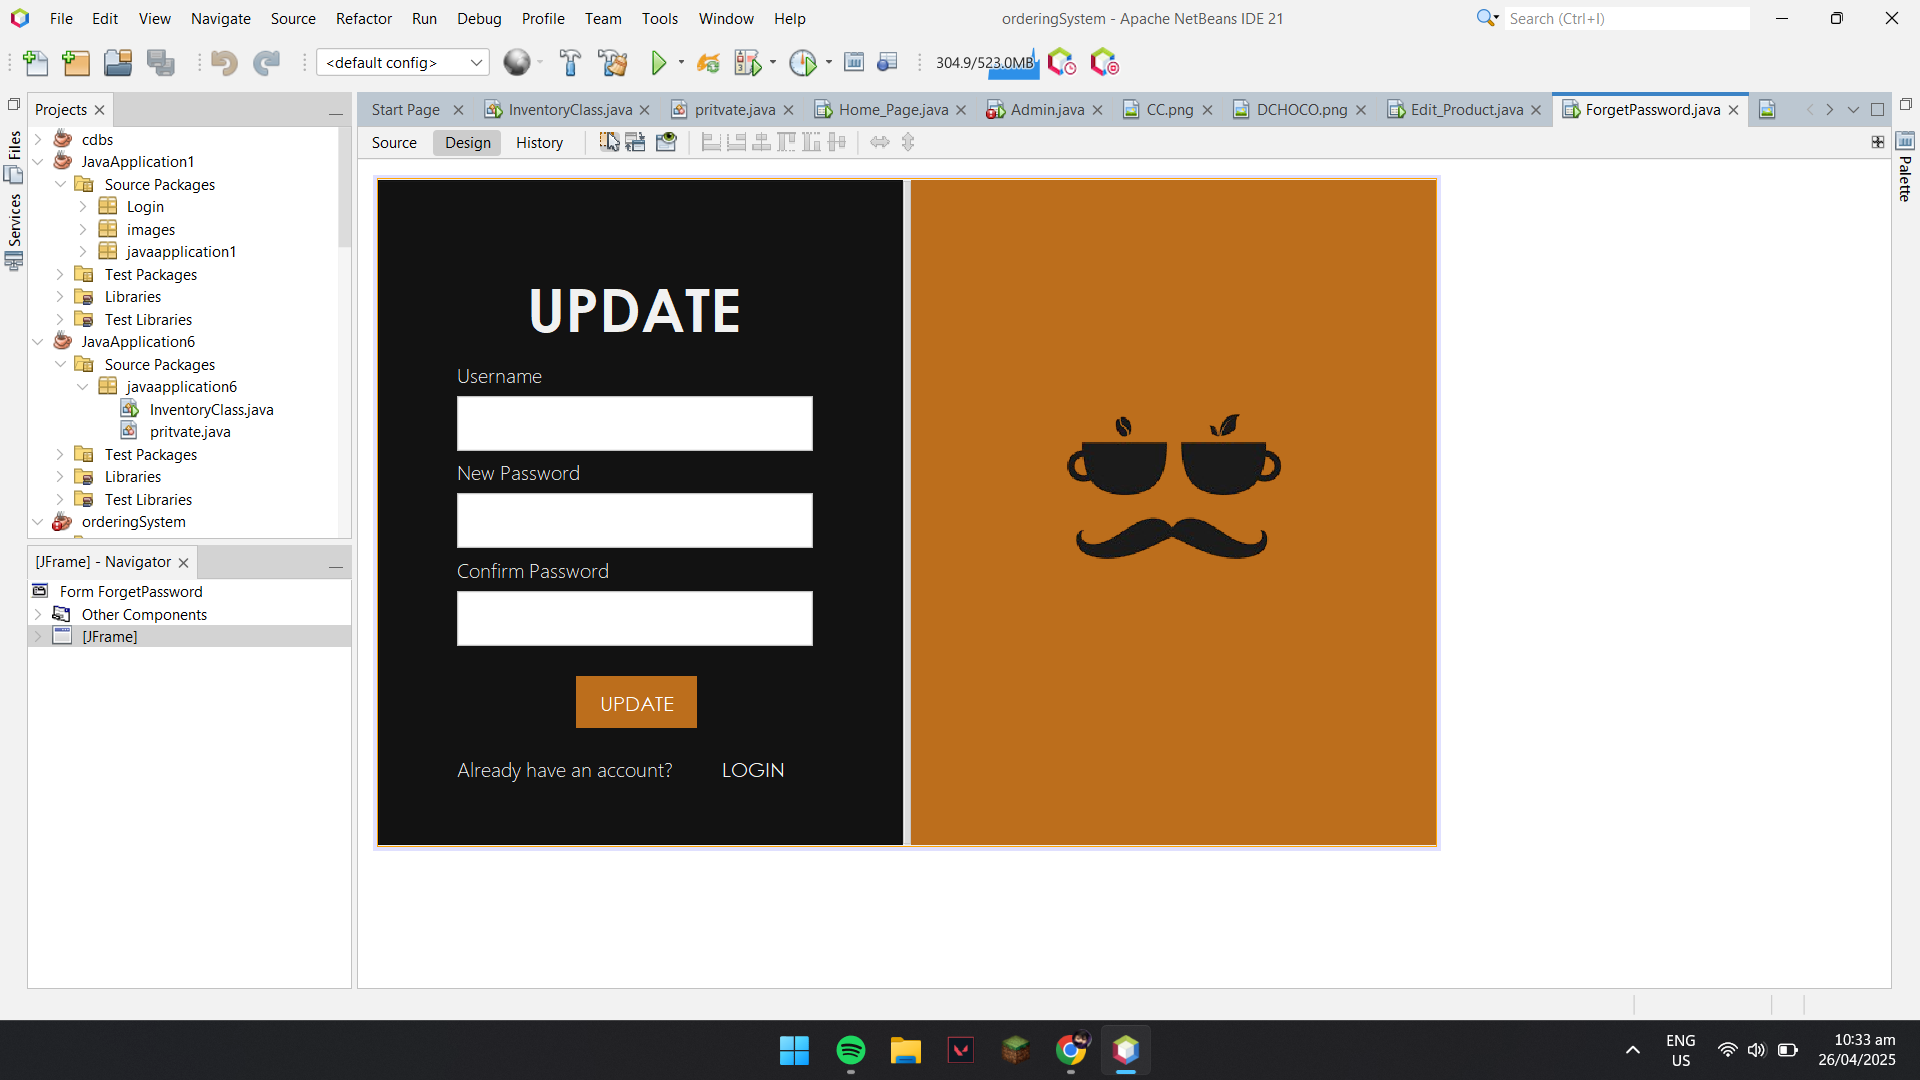 File Edit View Navigate Source Refactor Run Debug Profile Team Tools Window Help
orderingSystem - Apache NetBeans IDE 21
Search (Ctrl+I)
<default config>
304.9/523.0MB
Projects
Start Page
InventoryClass.java
pritvate.java
Home_Page.java
Admin.java
CC.png
DCHOCO.png
Edit_Product.java
ForgetPassword.java
Source Design History
Files
Services
Palette
cdbs
JavaApplication1
Source Packages
Login
images
javaapplication1
Test Packages
Libraries
Test Libraries
JavaApplication6
Source Packages
javaapplication6
InventoryClass.java
pritvate.java
Test Packages
Libraries
Test Libraries
orderingSystem
[JFrame] - Navigator
Form ForgetPassword
Other Components
[JFrame]
UPDATE
Username
New Password
Confirm Password
UPDATE
Already have an account? LOGIN
ENG
US
10:33 am
26/04/2025